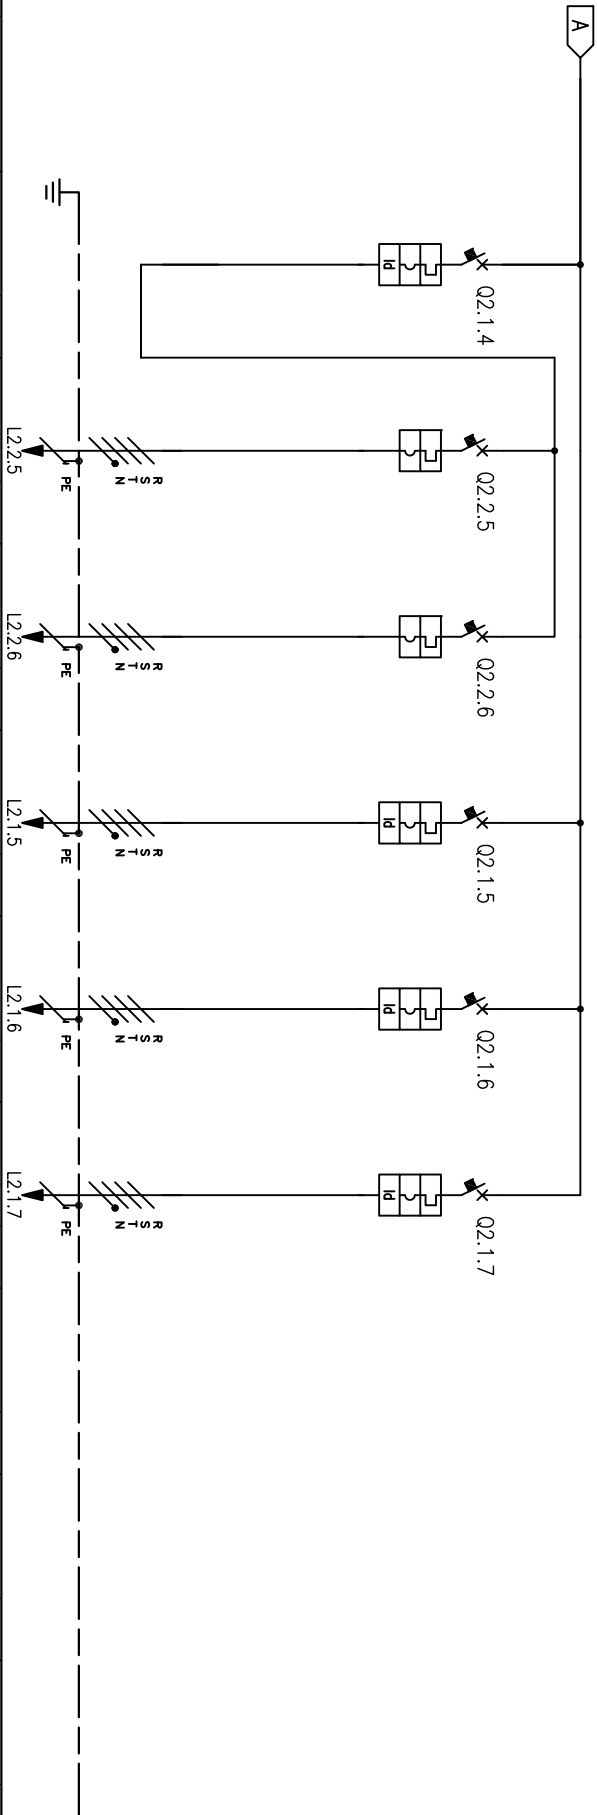 A
Q2.1.4
Id
Q2.2.5
R
S
T
N
PE
L2.2.5
Q2.2.6
R
S
T
N
PE
L2.2.6
Q2.1.5
Id
R
S
T
N
PE
L2.1.5
Q2.1.6
Id
R
S
T
N
PE
L2.1.6
Q2.1.7
Id
R
S
T
N
PE
L2.1.7